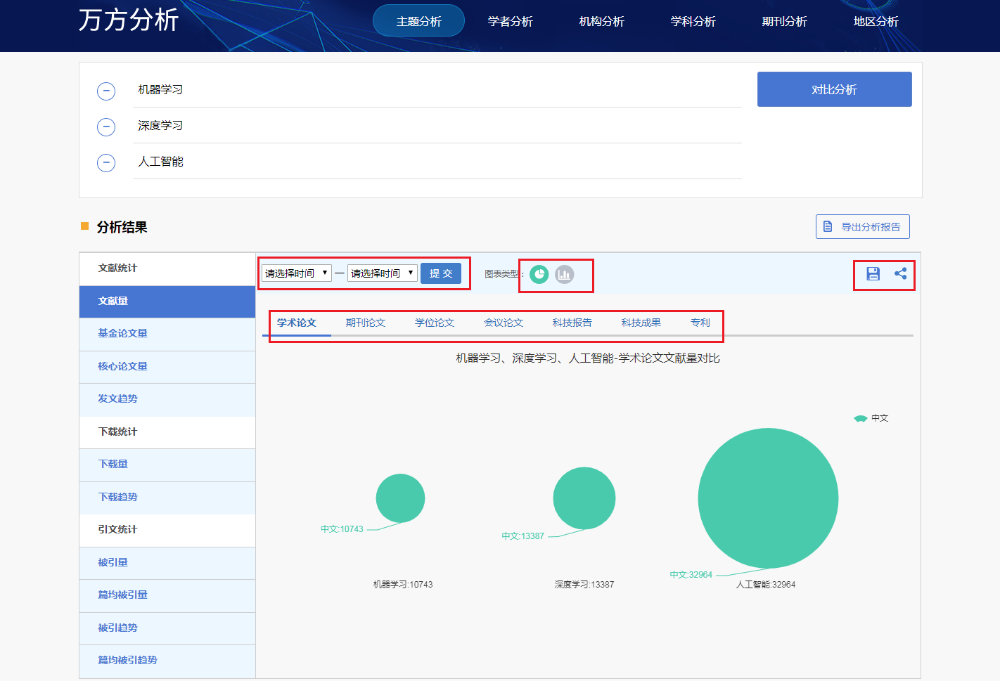 万方分析
主题分析 学者分析 机构分析 学科分析 期刊分析 地区分析
机器学习
对比分析
深度学习
人工智能
分析结果
导出分析报告
文献统计
文献量
基金论文量
核心论文量
发文趋势
下载统计
下载量
下载趋势
引文统计
被引量
篇均被引量
被引趋势
篇均被引趋势
请选择时间 — 请选择时间 提 交 图表类型：
学术论文 期刊论文 学位论文 会议论文 科技报告 科技成果 专利
机器学习、深度学习、人工智能-学术论文文献量对比
中文
中文:10743
中文:13387
中文:32964
机器学习:10743
深度学习:13387
人工智能:32964